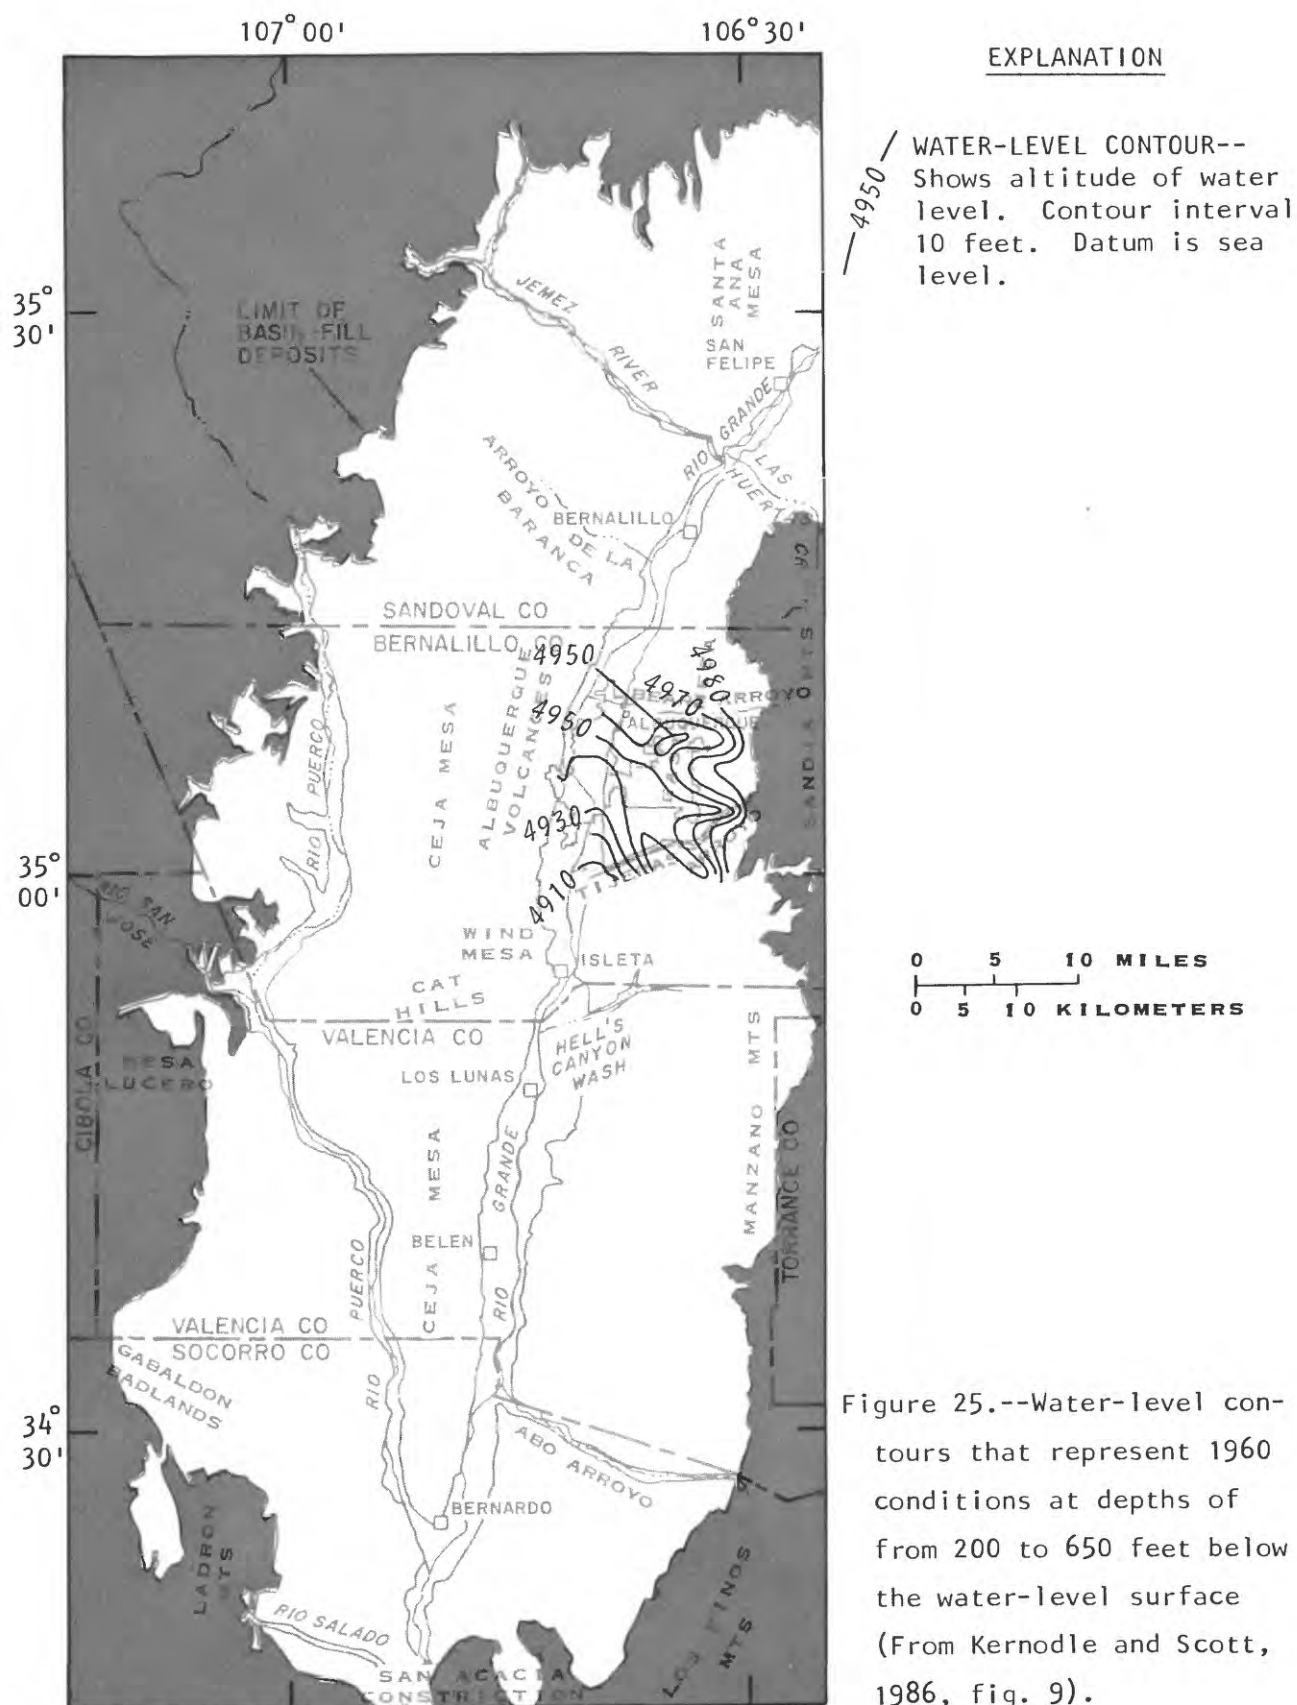 107°00'
106°30'
EXPLANATION
4950
WATER-LEVEL CONTOUR--
Shows altitude of water
level. Contour interval
10 feet. Datum is sea
level.
35°
30'
LIMIT OF
BASIN-FILL
DEPOSITS
JEMEZ
RIVER
SANTA
ANA
MESA
SAN
FELIPE
RIO GRANDE
LAS
HUERTAS
ARROYO
DE LA
BARANCA
BERNALILLO
SANDOVAL CO
BERNALILLO CO
4950
4980
4970
ARROYO
ALBUQUERQUE
4950
ALBUQUERQUE
VOLCANOES
CEJA MESA
RIO PUERCO
SANDIA MTS
4930
4910
35°
00'
RIO SAN
JOSE
WIND
MESA
ISLETA
CAT
HILLS
VALENCIA CO
HELL'S
CANYON
WASH
0 5 10 MILES
0 5 10 KILOMETERS
CIBOLA CO
MESA
LUCERO
LOS LUNAS
MANZANO MTS
TORRANCE CO
CEJA MESA
RIO GRANDE
BELEN
RIO PUERCO
VALENCIA CO
SOCORRO CO
GABALDON
BADLANDS
34°
30'
ABO ARROYO
BERNARDO
LADRON
MTS
RIO SALADO
SAN ACACIA
CONSTRICTION
LOS PINOS
MTS
Figure 25.--Water-level con-
tours that represent 1960
conditions at depths of
from 200 to 650 feet below
the water-level surface
(From Kernodle and Scott,
1986, fig. 9).